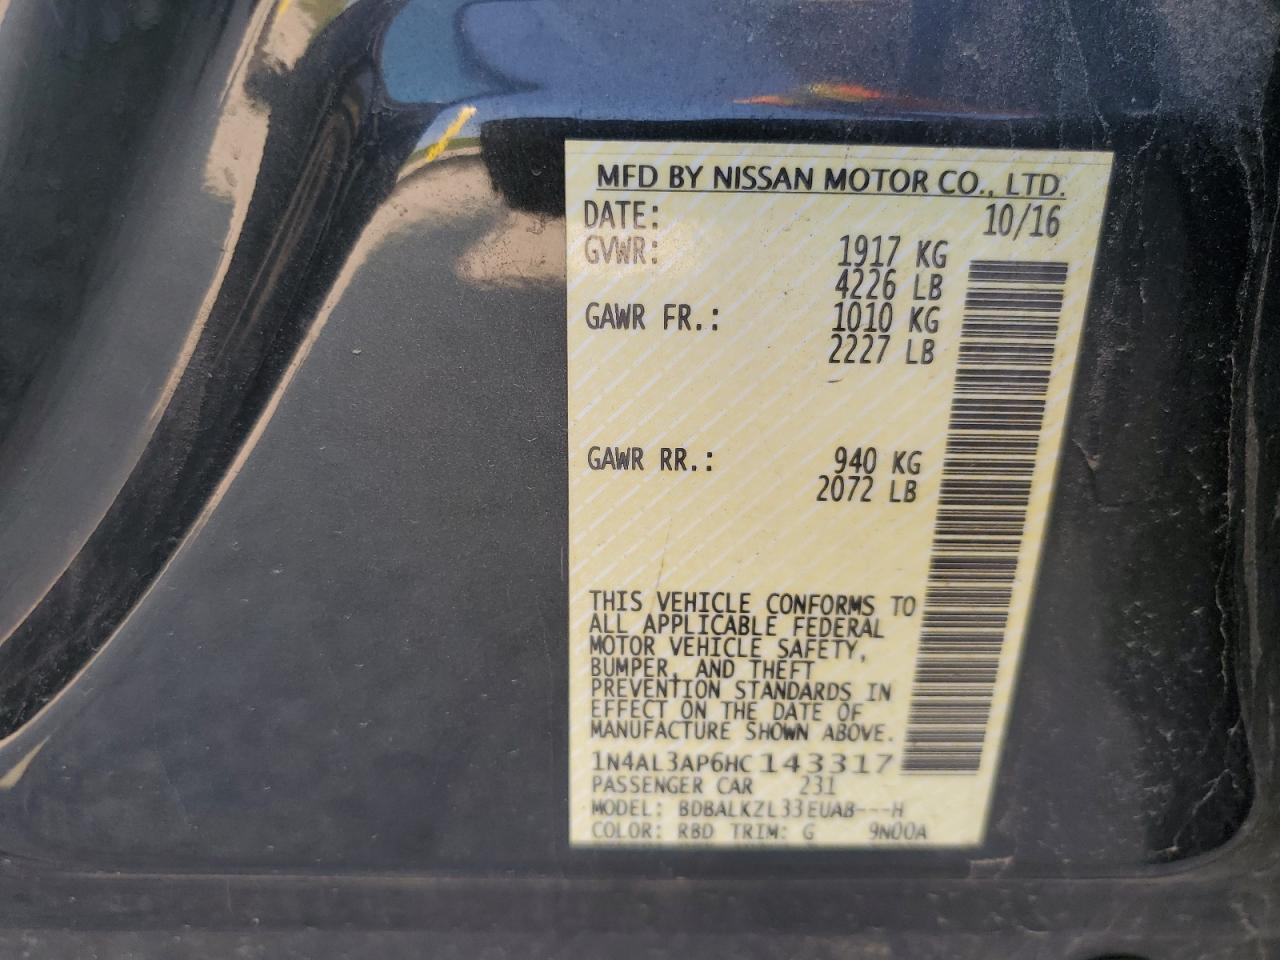 MFD BY NISSAN MOTOR CO., LTD.
DATE: 10/16
GVWR: 1917 KG
4226 LB
GAWR FR.: 1010 KG
2227 LB
GAWR RR.: 940 KG
2072 LB
THIS VEHICLE CONFORMS TO
ALL APPLICABLE FEDERAL
MOTOR VEHICLE SAFETY,
BUMPER, AND THEFT
PREVENTION STANDARDS IN
EFFECT ON THE DATE OF
MANUFACTURE SHOWN ABOVE.
1N4AL3AP6HC143317
PASSENGER CAR 231
MODEL: BDBALKZL33EUAB---H
COLOR: RBD TRIM: G 9N00A